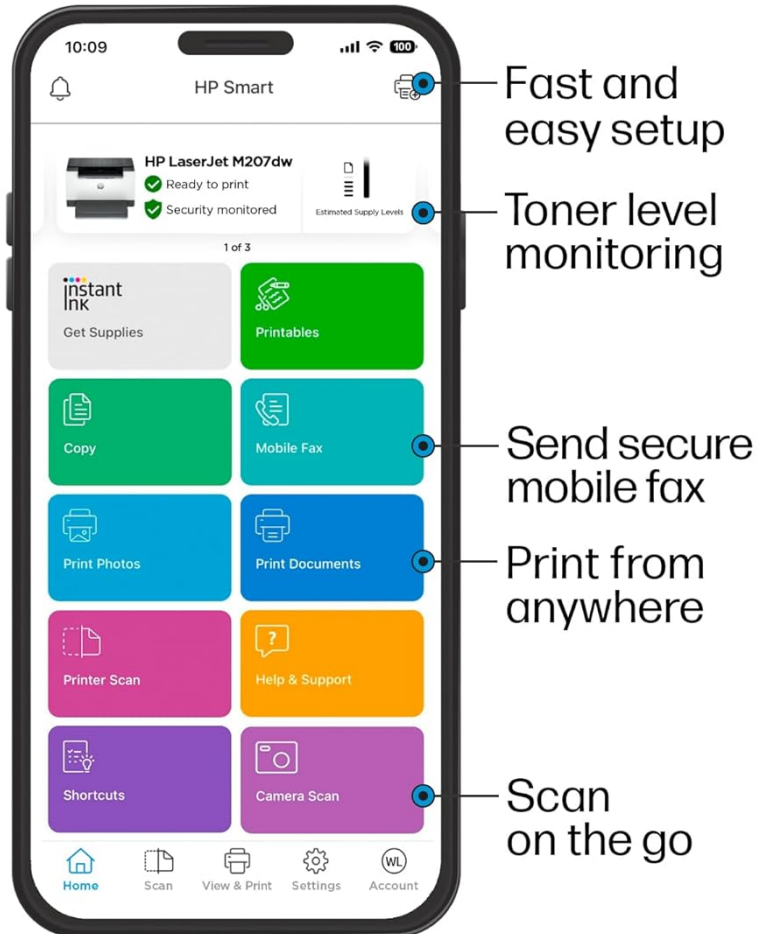 10:09
100
HP Smart
Fast and
easy setup
HP LaserJet M207dw
Ready to print
Security monitored
Estimated Supply Levels
Toner level
monitoring
1 of 3
instant
ink
Get Supplies
Printables
Copy
Mobile Fax
Send secure
mobile fax
Print Photos
Print Documents
Print from
anywhere
Printer Scan
?
Help & Support
Shortcuts
Camera Scan
Scan
on the go
Home
Scan
View & Print
Settings
WL
Account